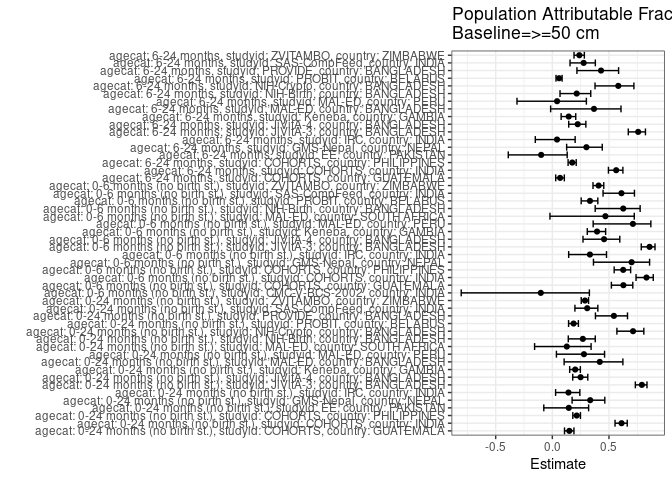 Population Attributable Frac
Baseline=>=50 cm
agecat: 6-24 months, studyid: ZVITAMBO, country: ZIMBABWE
agecat: 6-24 months, studyid: SAS-CompFeed, country: INDIA
agecat: 6-24 months, studyid: PROVIDE, country: BANGLADESH
agecat: 6-24 months, studyid: PROBIT, country: BELARUS
agecat: 6-24 months, studyid: NIH-Crypto, country: BANGLADESH
agecat: 6-24 months, studyid: NIH-Birth, country: BANGLADESH
agecat: 6-24 months, studyid: MAL-ED, country: PERU
agecat: 6-24 months, studyid: MAL-ED, country: BANGLADESH
agecat: 6-24 months, studyid: Keneba, country: GAMBIA
agecat: 6-24 months, studyid: JiVitA-4, country: BANGLADESH
agecat: 6-24 months, studyid: JiVitA-3, country: BANGLADESH
agecat: 6-24 months, studyid: IRC, country: INDIA
agecat: 6-24 months, studyid: GMS-Nepal, country: NEPAL
agecat: 6-24 months, studyid: EE, country: PAKISTAN
agecat: 6-24 months, studyid: COHORTS, country: PHILIPPINES
agecat: 6-24 months, studyid: COHORTS, country: INDIA
agecat: 6-24 months, studyid: COHORTS, country: GUATEMALA
agecat: 0-6 months (no birth st.), studyid: ZVITAMBO, country: ZIMBABWE
agecat: 0-6 months (no birth st.), studyid: SAS-CompFeed, country: INDIA
agecat: 0-6 months (no birth st.), studyid: PROBIT, country: BELARUS
agecat: 0-6 months (no birth st.), studyid: NIH-Birth, country: BANGLADESH
agecat: 0-6 months (no birth st.), studyid: MAL-ED, country: SOUTH AFRICA
agecat: 0-6 months (no birth st.), studyid: MAL-ED, country: PERU
agecat: 0-6 months (no birth st.), studyid: Keneba, country: GAMBIA
agecat: 0-6 months (no birth st.), studyid: JiVitA-4, country: BANGLADESH
agecat: 0-6 months (no birth st.), studyid: JiVitA-3, country: BANGLADESH
agecat: 0-6 months (no birth st.), studyid: IRC, country: INDIA
agecat: 0-6 months (no birth st.), studyid: GMS-Nepal, country: NEPAL
agecat: 0-6 months (no birth st.), studyid: COHORTS, country: PHILIPPINES
agecat: 0-6 months (no birth st.), studyid: COHORTS, country: INDIA
agecat: 0-6 months (no birth st.), studyid: COHORTS, country: GUATEMALA
agecat: 0-6 months (no birth st.), studyid: CMC-V-BCS-2002, country: INDIA
agecat: 0-24 months (no birth st.), studyid: ZVITAMBO, country: ZIMBABWE
agecat: 0-24 months (no birth st.), studyid: SAS-CompFeed, country: INDIA
agecat: 0-24 months (no birth st.), studyid: PROVIDE, country: BANGLADESH
agecat: 0-24 months (no birth st.), studyid: PROBIT, country: BELARUS
agecat: 0-24 months (no birth st.), studyid: NIH-Crypto, country: BANGLADESH
agecat: 0-24 months (no birth st.), studyid: NIH-Birth, country: BANGLADESH
agecat: 0-24 months (no birth st.), studyid: MAL-ED, country: SOUTH AFRICA
agecat: 0-24 months (no birth st.), studyid: MAL-ED, country: PERU
agecat: 0-24 months (no birth st.), studyid: MAL-ED, country: BANGLADESH
agecat: 0-24 months (no birth st.), studyid: Keneba, country: GAMBIA
agecat: 0-24 months (no birth st.), studyid: JiVitA-4, country: BANGLADESH
agecat: 0-24 months (no birth st.), studyid: JiVitA-3, country: BANGLADESH
agecat: 0-24 months (no birth st.), studyid: IRC, country: INDIA
agecat: 0-24 months (no birth st.), studyid: GMS-Nepal, country: NEPAL
agecat: 0-24 months (no birth st.), studyid: EE, country: PAKISTAN
agecat: 0-24 months (no birth st.), studyid: COHORTS, country: PHILIPPINES
agecat: 0-24 months (no birth st.), studyid: COHORTS, country: INDIA
agecat: 0-24 months (no birth st.), studyid: COHORTS, country: GUATEMALA
-0.5 0.0 0.5
Estimate